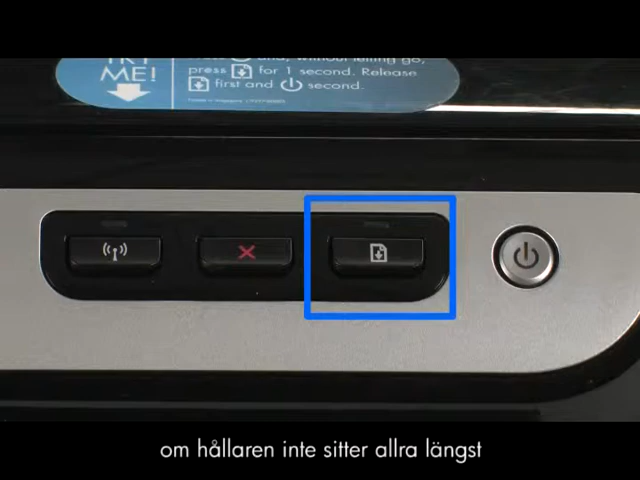 TRY
ME!
and, without letting go,
press for 1 second. Release
first and second.
om hållaren inte sitter allra längst